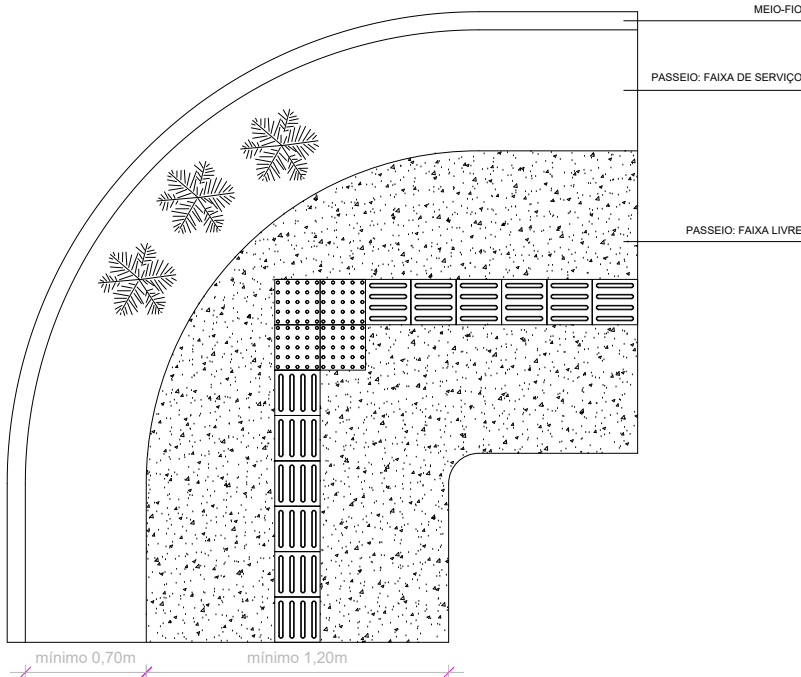 MEIO-FIO
PASSEIO: FAIXA DE SERVIÇO
PASSEIO: FAIXA LIVRE
mínimo 0,70m
mínimo 1,20m